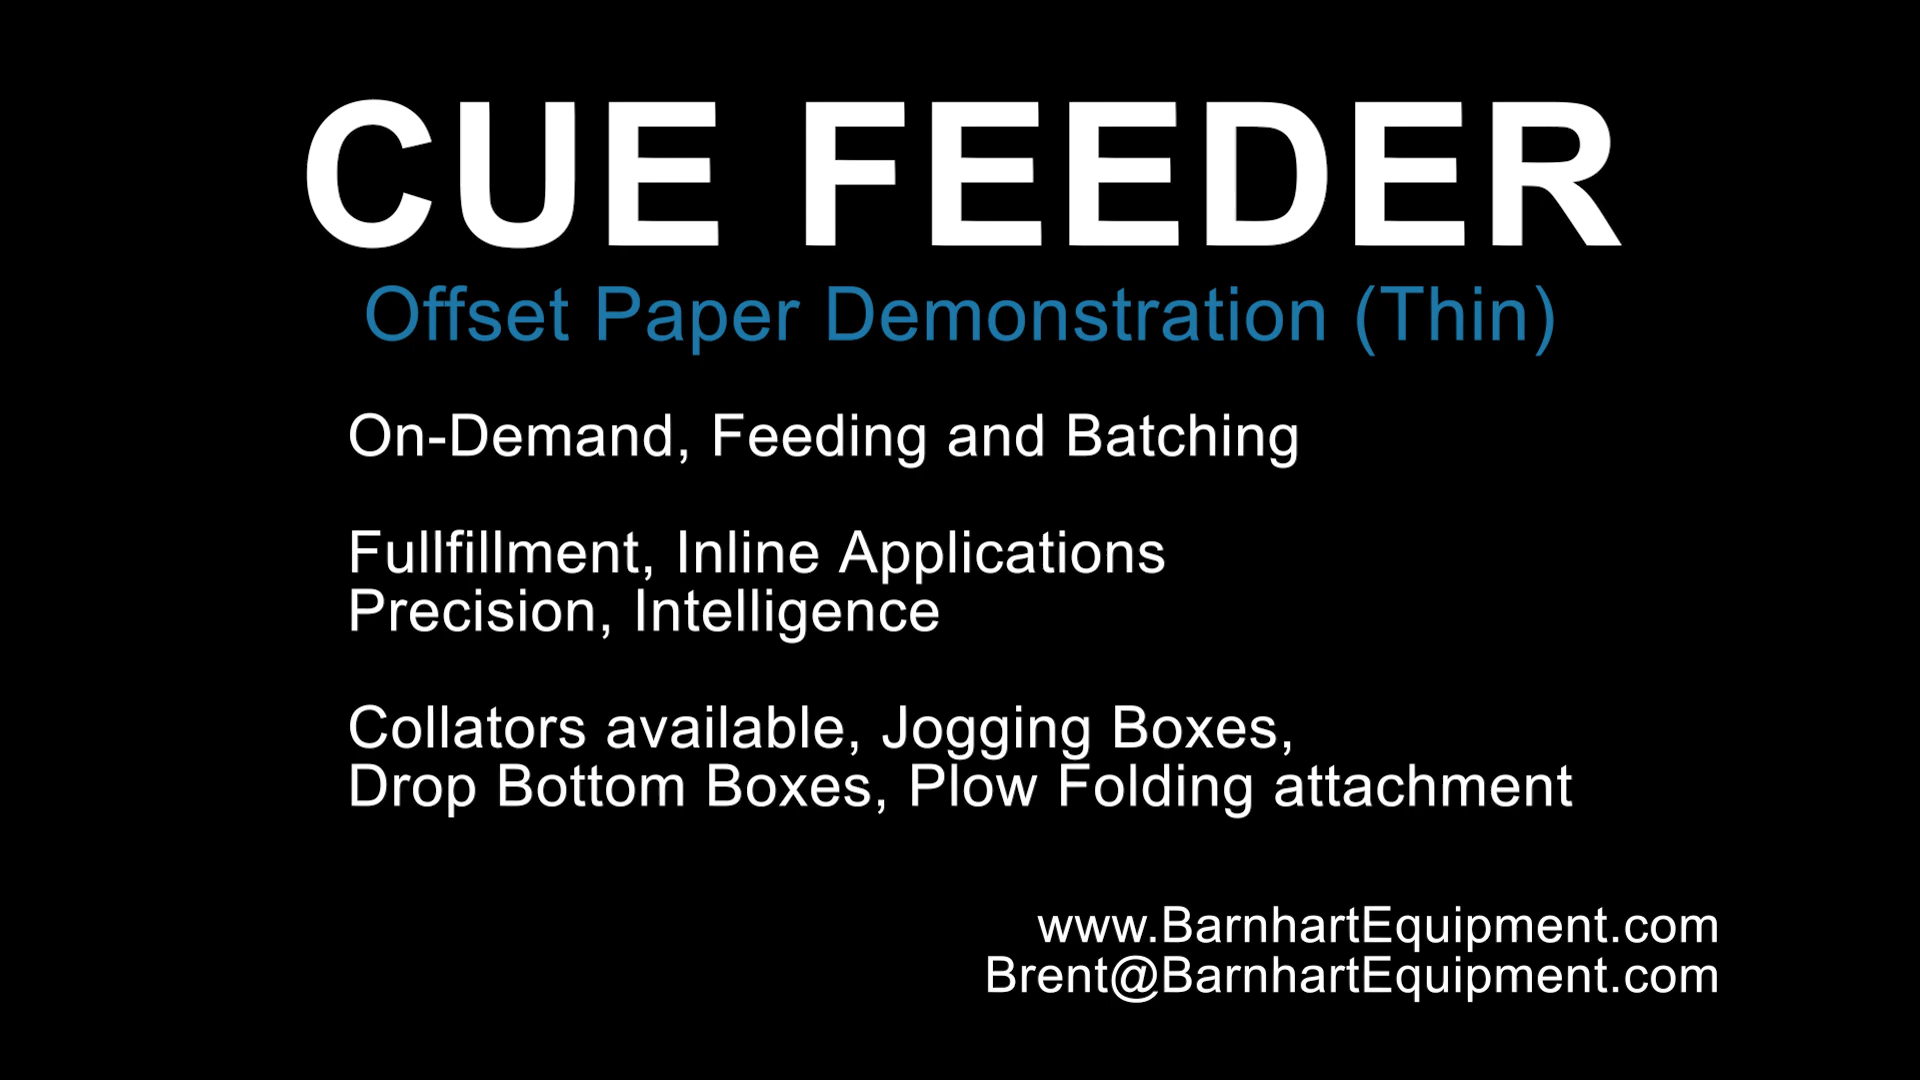 CUE FEEDER
Offset Paper Demonstration (Thin)
On-Demand, Feeding and Batching
Fullfillment, Inline Applications
Precision, Intelligence
Collators available, Jogging Boxes,
Drop Bottom Boxes, Plow Folding attachment
www.BarnhartEquipment.com
Brent@BarnhartEquipment.com